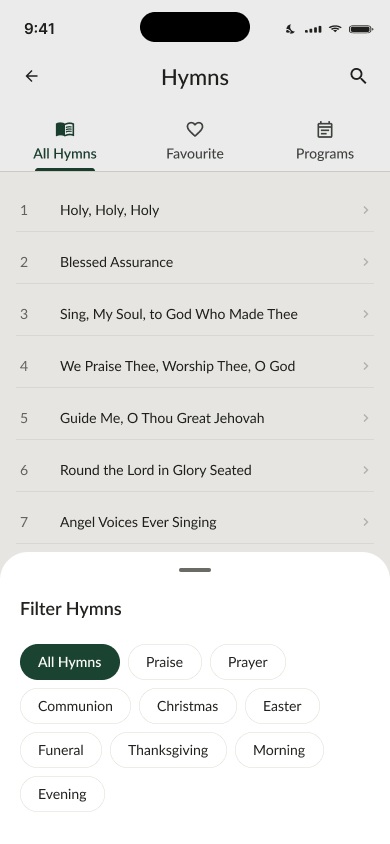 9:41
Hymns
All Hymns Favourite Programs
1 Holy, Holy, Holy
2 Blessed Assurance
3 Sing, My Soul, to God Who Made Thee
4 We Praise Thee, Worship Thee, O God
5 Guide Me, O Thou Great Jehovah
6 Round the Lord in Glory Seated
7 Angel Voices Ever Singing
Filter Hymns
All Hymns Praise Prayer
Communion Christmas Easter
Funeral Thanksgiving Morning
Evening